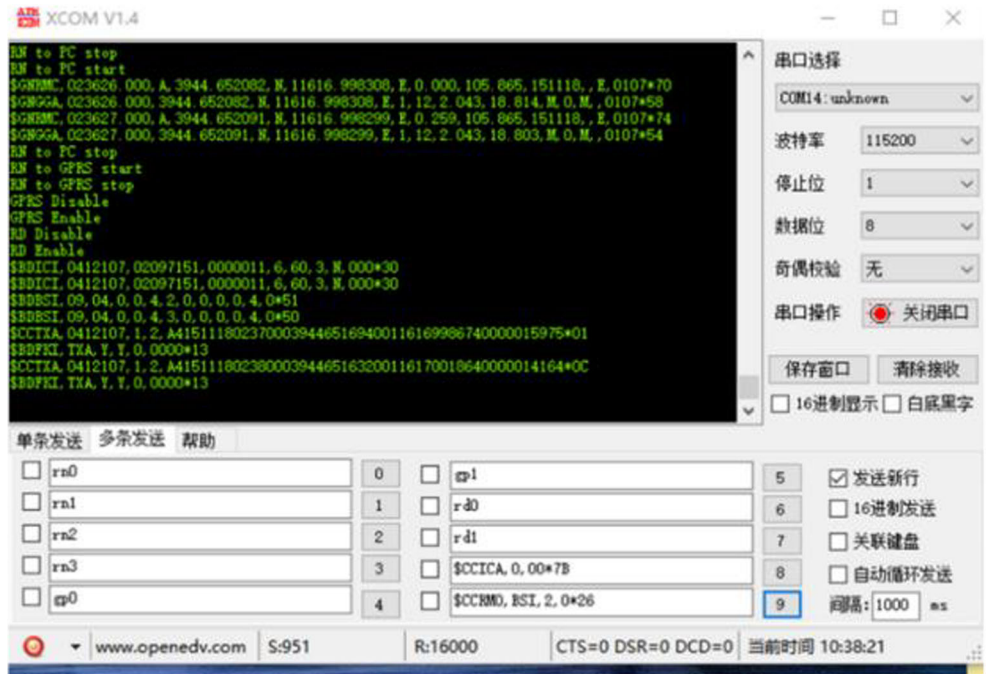 XCOM V1.4
RN to PC stop
RN to PC start
$GNRMC,023626.000,A,3944.652082,N,11616.998308,E,0.000,105.865,151118,,E,0107*70
$GNGGA,023626.000,3944.652082,N,11616.998308,E,1,12,2.043,18.814,M,0,M,,0107*58
$GNRMC,023627.000,A,3944.652091,N,11616.998299,E,0.259,105.865,151118,,E,0107*74
$GNGGA,023627.000,3944.652091,N,11616.998299,E,1,12,2.043,18.803,M,0,M,,0107*54
RN to PC stop
RN to GPRS start
RN to GPRS stop
GPRS Disable
GPRS Enable
RD Disable
RD Enable
$BDICI,0412107,02097151,0000011,6,60,3,N,000*30
$BDICI,0412107,02097151,0000011,6,60,3,N,000*30
$BDBSI,09,04,0,0,4,2,0,0,0,0,4,0*51
$BDBSI,09,04,0,0,4,3,0,0,0,0,4,0*50
$CCTXA,0412107,1,2,A4151118023700039446516940011616998674000001597​5*01
$BDFKI,TXA,Y,Y,0,0000*13
$CCTXA,0412107,1,2,A41511180238000394465163200116170018640000014164*0C
$BDFKI,TXA,Y,Y,0,0000*13
串口选择
COM14:unknown
波特率 115200
停止位 1
数据位 8
奇偶校验 无
串口操作 关闭串口
保存窗口 清除接收
16进制显示 白底黑字
单条发送 多条发送 帮助
rn0 0 gp1 5 发送新行
rn1 1 rd0 6 16进制发送
rn2 2 rd1 7 关联键盘
rn3 3 $CCICA,0,00*7B 8 自动循环发送
gp0 4 $CCRMO,BSI,2,0*26 9 间隔: 1000 ms
www.openedv.com S:951 R:16000 CTS=0 DSR=0 DCD=0 当前时间 10:38:21